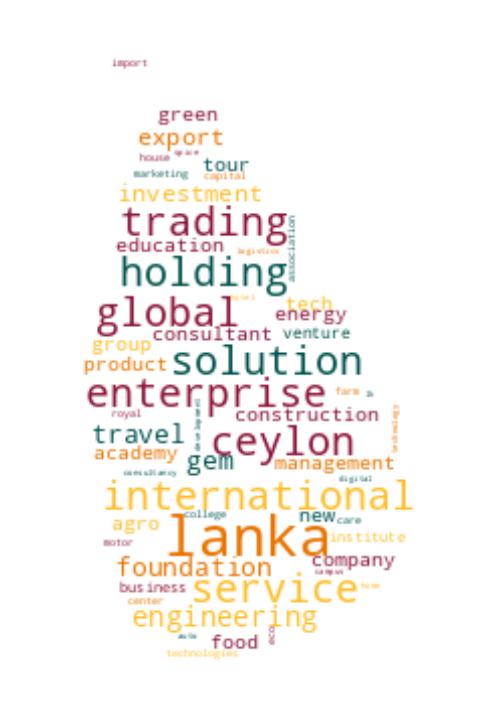 import
green
export
house spice
tour
marketing capital
investment
trading
association
education logistics
holding
hotel
global tech
energy
consultant venture
group
solution
product
enterprise farm
royal construction
development technology
travel ceylon
academy gem management
consultancy digital
international
college new care
agro
lanka
motor institute
foundation company
campus
business service
center
engineering
auto food eco
technologies